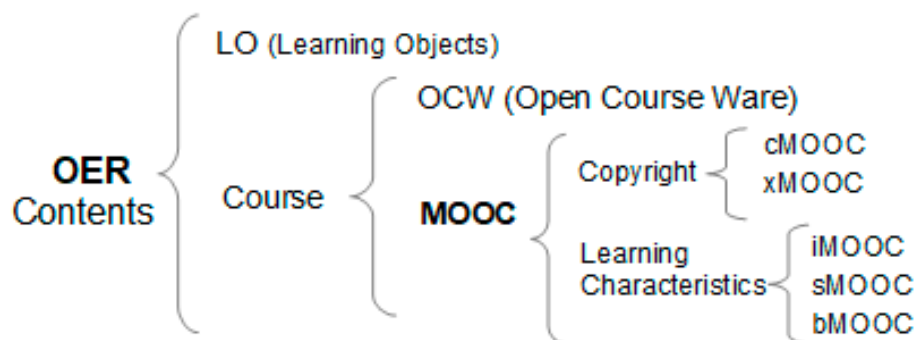 OER
Contents
LO (Learning Objects)
Course
OCW (Open Course Ware)
MOOC
Copyright
cMOOC
xMOOC
Learning
Characteristics
iMOOC
sMOOC
bMOOC